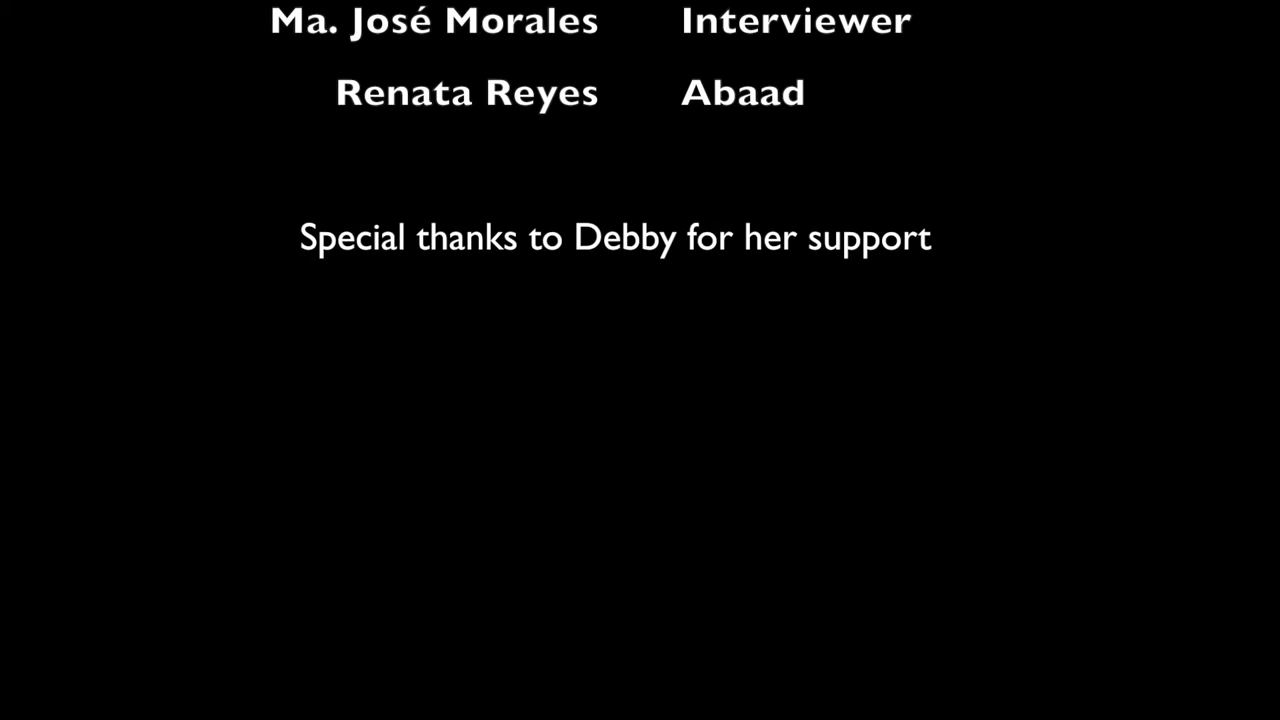 Ma. José Morales Interviewer
Renata Reyes Abaad
Special thanks to Debby for her support